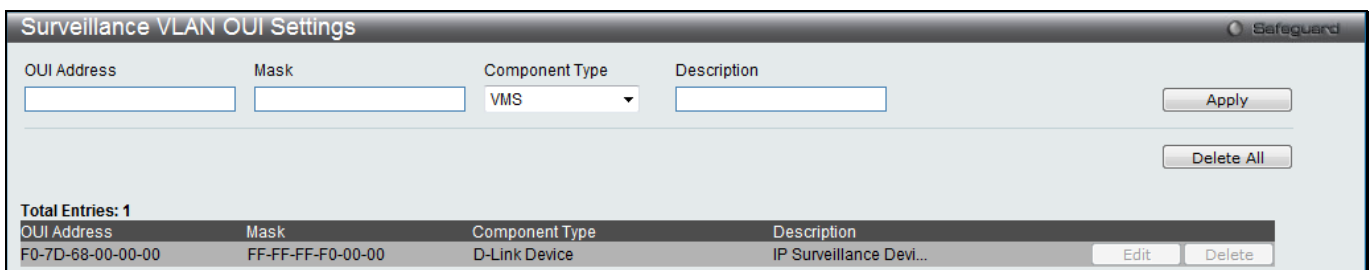 Surveillance VLAN OUI Settings
Safeguard
OUI Address Mask Component Type Description
VMS
Apply
Delete All
Total Entries: 1
OUI Address Mask Component Type Description
F0-7D-68-00-00-00 FF-FF-FF-F0-00-00 D-Link Device IP Surveillance Devi... Edit Delete